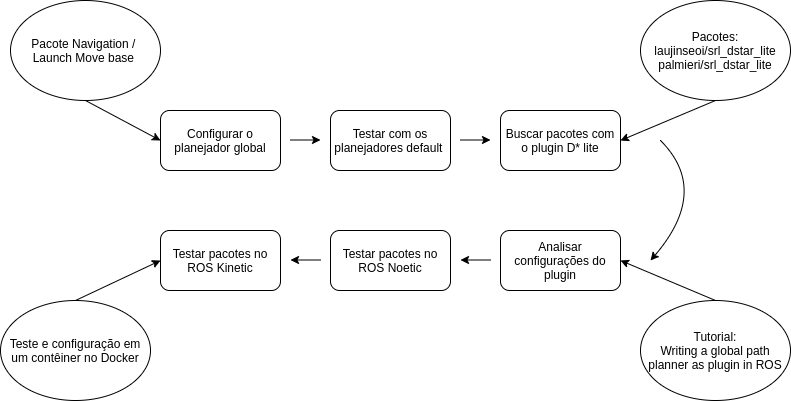 Pacote Navigation /
Launch Move base
Pacotes:
laujinseoi/srl_dstar_lite
palmieri/srl_dstar_lite
Configurar o
planejador global
Testar com os
planejadores default
Buscar pacotes com
o plugin D* lite
Testar pacotes no
ROS Kinetic
Testar pacotes no
ROS Noetic
Analisar
configurações do
plugin
Teste e configuração em
um contêiner no Docker
Tutorial:
Writing a global path
planner as plugin in ROS